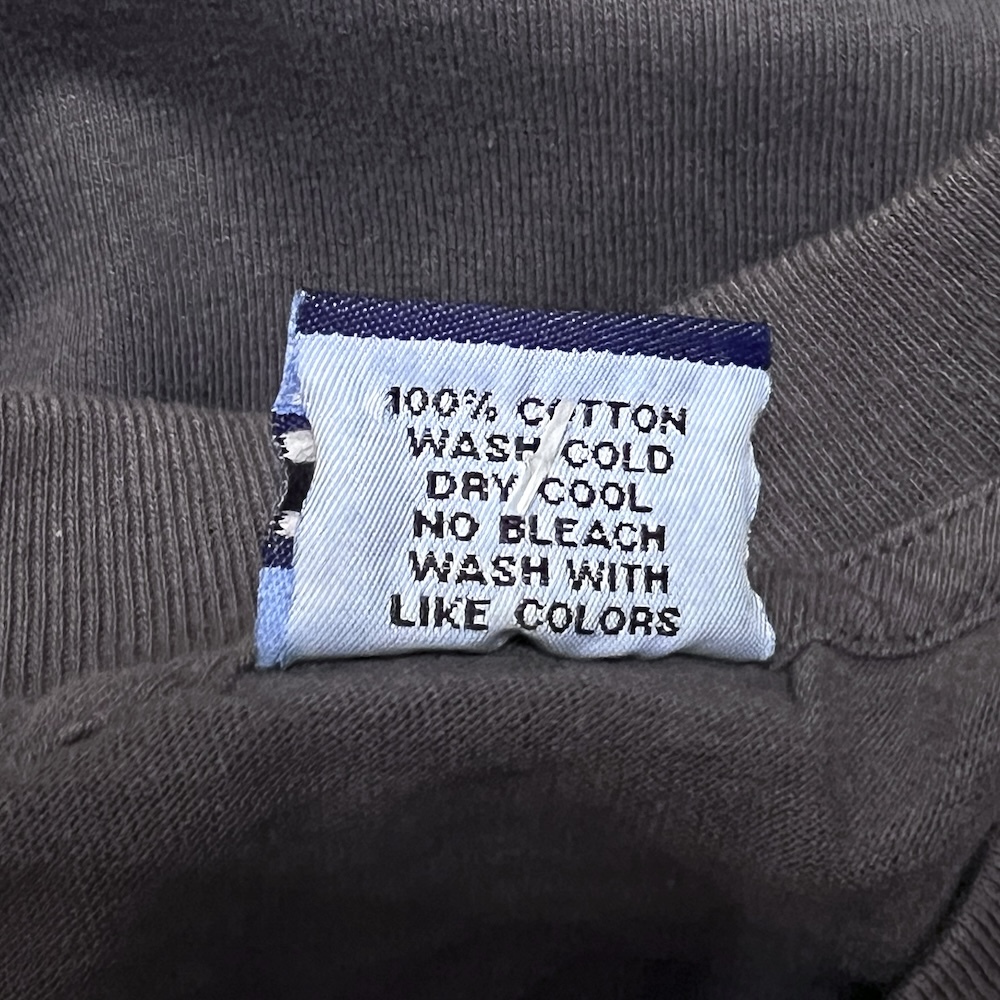 100% COTTON
WASH COLD
DRY COOL
NO BLEACH
WASH WITH
LIKE COLORS